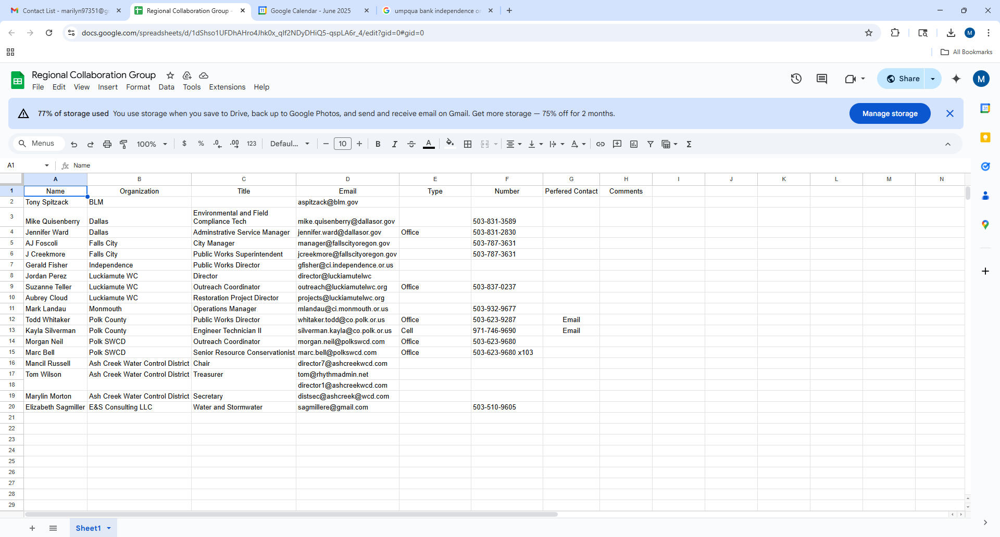 Contact List - marilyn97351@g
Regional Collaboration Group -
Google Calendar - June 2025
umpqua bank independence o
docs.google.com/spreadsheets/d/1dShso1UFDhAHro4Jhk0x_qIf2NDyDHiQ5-qspLA6r_4/edit?gid=0#gid=0
M
All Bookmarks
Regional Collaboration Group
File Edit View Insert Format Data Tools Extensions Help
Share
M
77% of storage used You use storage when you save to Drive, back up to Google Photos, and send and receive email on Gmail. Get more storage — 75% off for 2 months.
Manage storage
31
Menus 100% $ % .0 .00 123 Defaul... 10 B I A
A1 Name
A B C D E F G H I J K L M N
1 Name Organization Title Email Type Number Perfered Contact Comments
2 Tony Spitzack BLM aspitzack@blm.gov
3 Mike Quisenberry Dallas Environmental and Field
Compliance Tech mike.quisenberry@dallasor.gov 503-831-3589
4 Jennifer Ward Dallas Adminstrative Service Manager jennifer.ward@dallasor.gov Office 503-831-2830
5 AJ Foscoli Falls City City Manager manager@fallscityoregon.gov 503-787-3631
6 J Creekmore Falls City Public Works Superintendent jcreekmore@fallscityoregon.gov 503-787-3631
7 Gerald Fisher Independence Public Works Director gfisher@ci.independence.or.us
8 Jordan Perez Luckiamute WC Director director@luckiamutelwc
9 Suzanne Teller Luckiamute WC Outreach Coordinator outreach@luckiamutelwc.org Office 503-837-0237
10 Aubrey Cloud Luckiamute WC Restoration Project Director projects@luckiamutelwc.org
11 Mark Landau Monmouth Operations Manager mlandau@ci.monmouth.or.us 503-932-9677
12 Todd Whitaker Polk County Public Works Director whitaker.todd@co.polk.or.us Office 503-623-9287 Email
13 Kayla Silverman Polk County Engineer Technician II silverman.kayla@co.polk.or.us Cell 971-746-9690 Email
14 Morgan Neil Polk SWCD Outreach Coordinator morgan.neil@polkswcd.com Office 503-623-9680
15 Marc Bell Polk SWCD Senior Resource Conservationist marc.bell@polkswcd.com Office 503-623-9680 x103
16 Mancil Russell Ash Creek Water Control District Chair director7@ashcreekwcd.com
17 Tom Wilson Ash Creek Water Control District Treasurer tom@rhythmadmin.net
18 director1@ashcreekwcd.com
19 Marylin Morton Ash Creek Water Control District Secretary distsec@ashcreek@wcd.com
20 Elizabeth Sagmiller E&S Consulting LLC Water and Stormwater sagmillere@gmail.com 503-510-9605
21
22
23
24
25
26
27
28
29
Sheet1